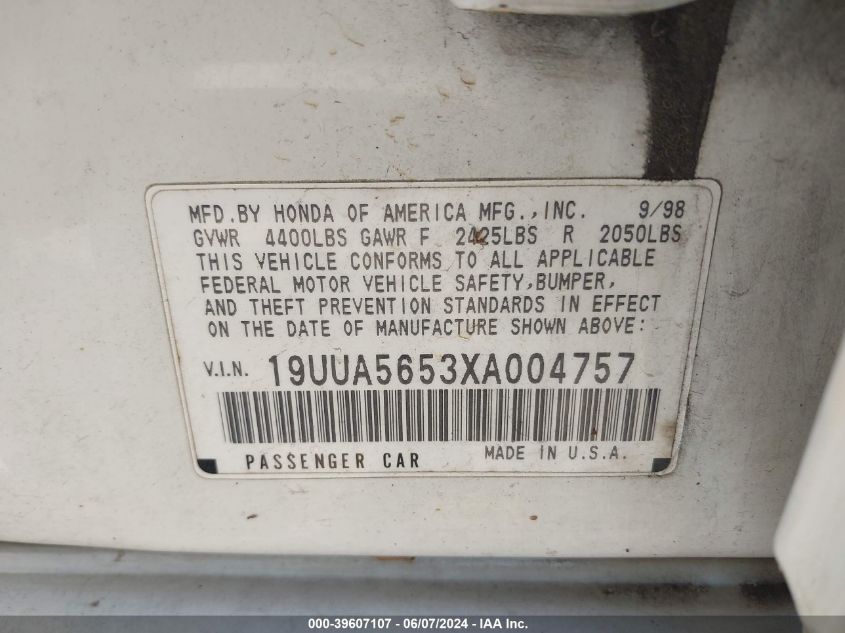 MFD.BY HONDA OF AMERICA MFG.,INC. 9/98
GVWR 4400LBS GAWR F 2425LBS R 2050LBS
THIS VEHICLE CONFORMS TO ALL APPLICABLE
FEDERAL MOTOR VEHICLE SAFETY,BUMPER,
AND THEFT PREVENTION STANDARDS IN EFFECT
ON THE DATE OF MANUFACTURE SHOWN ABOVE:
V.I.N. 19UUA5653XA004757
PASSENGER CAR MADE IN U.S.A.
000-39607107 - 06/07/2024 - IAA Inc.